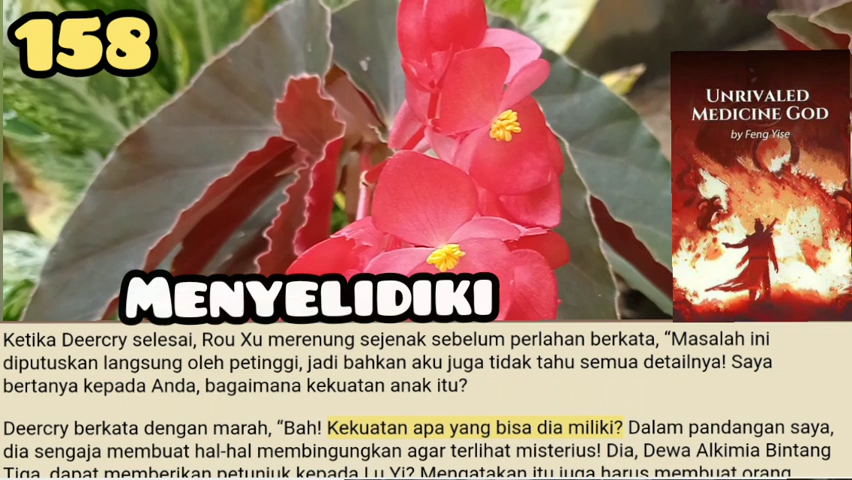 158
UNRIVALED
MEDICINE GOD
by Feng Yise
MENYELIDIKI
Ketika Deercry selesai, Rou Xu merenung sejenak sebelum perlahan berkata, “Masalah ini
diputuskan langsung oleh petinggi, jadi bahkan aku juga tidak tahu semua detailnya! Saya
bertanya kepada Anda, bagaimana kekuatan anak itu?
Deercry berkata dengan marah, “Bah! Kekuatan apa yang bisa dia miliki? Dalam pandangan saya,
dia sengaja membuat hal-hal membingungkan agar terlihat misterius! Dia, Dewa Alkimia Bintang
Tiga, dapat memberikan petunjuk kepada Lu Yi? Mengatakan itu juga harus membuat orang